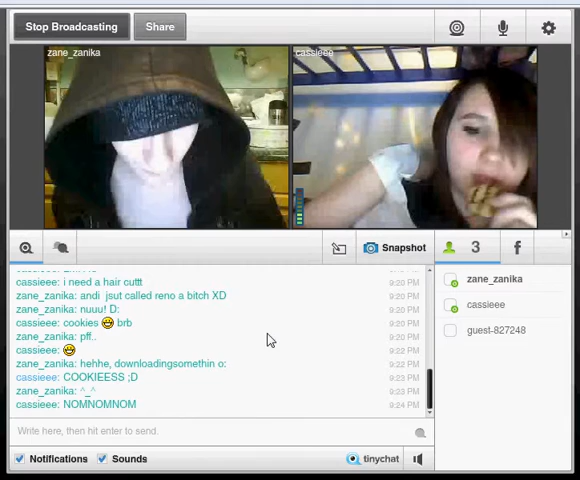 Stop Broadcasting
Share
zane_zanika
cassieee
Snapshot
3
cassieee: i need a hair cuttt 9:20 PM
zane_zanika: andi jsut called reno a bitch XD 9:20 PM
zane_zanika: nuuu! D: 9:20 PM
cassieee: cookies brb 9:20 PM
zane_zanika: pff.. 9:20 PM
cassieee: 9:22 PM
zane_zanika: hehhe, downloadingsomethin o: 9:22 PM
cassieee: COOKIEESS ;D 9:23 PM
zane_zanika: ^_^ 9:23 PM
cassieee: NOMNOMNOM 9:24 PM
zane_zanika
cassieee
guest-827248
Write here, then hit enter to send.
Notifications
Sounds
tinychat